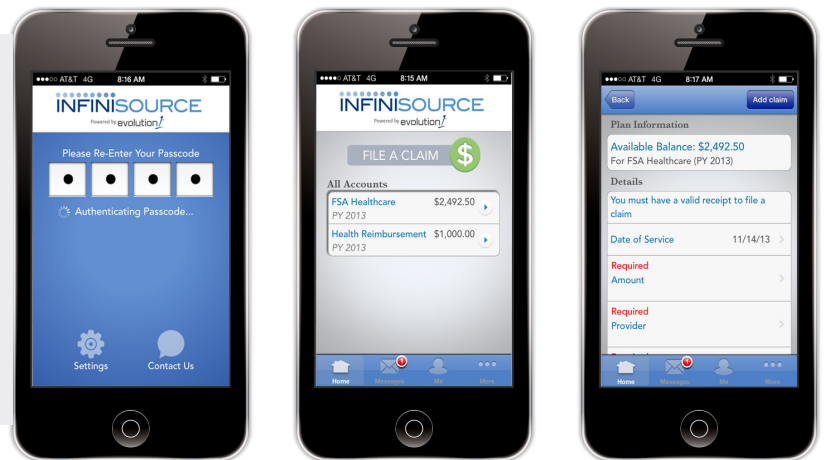 AT&T 4G 8:16 AM
INFINISOURCE
Powered by evolution1
Please Re-Enter Your Passcode
Authenticating Passcode...
Settings
Contact Us
AT&T 4G 8:15 AM
INFINISOURCE
Powered by evolution1
FILE A CLAIM $
All Accounts
FSA Healthcare $2,492.50
PY 2013
Health Reimbursement $1,000.00
PY 2013
1
Home Messages Me More
AT&T 4G 8:17 AM
Back Add claim
Plan Information
Available Balance: $2,492.50
For FSA Healthcare (PY 2013)
Details
You must have a valid receipt to file a
claim
Date of Service 11/14/13
Required
Amount
Required
Provider
1
Home Messages Me More